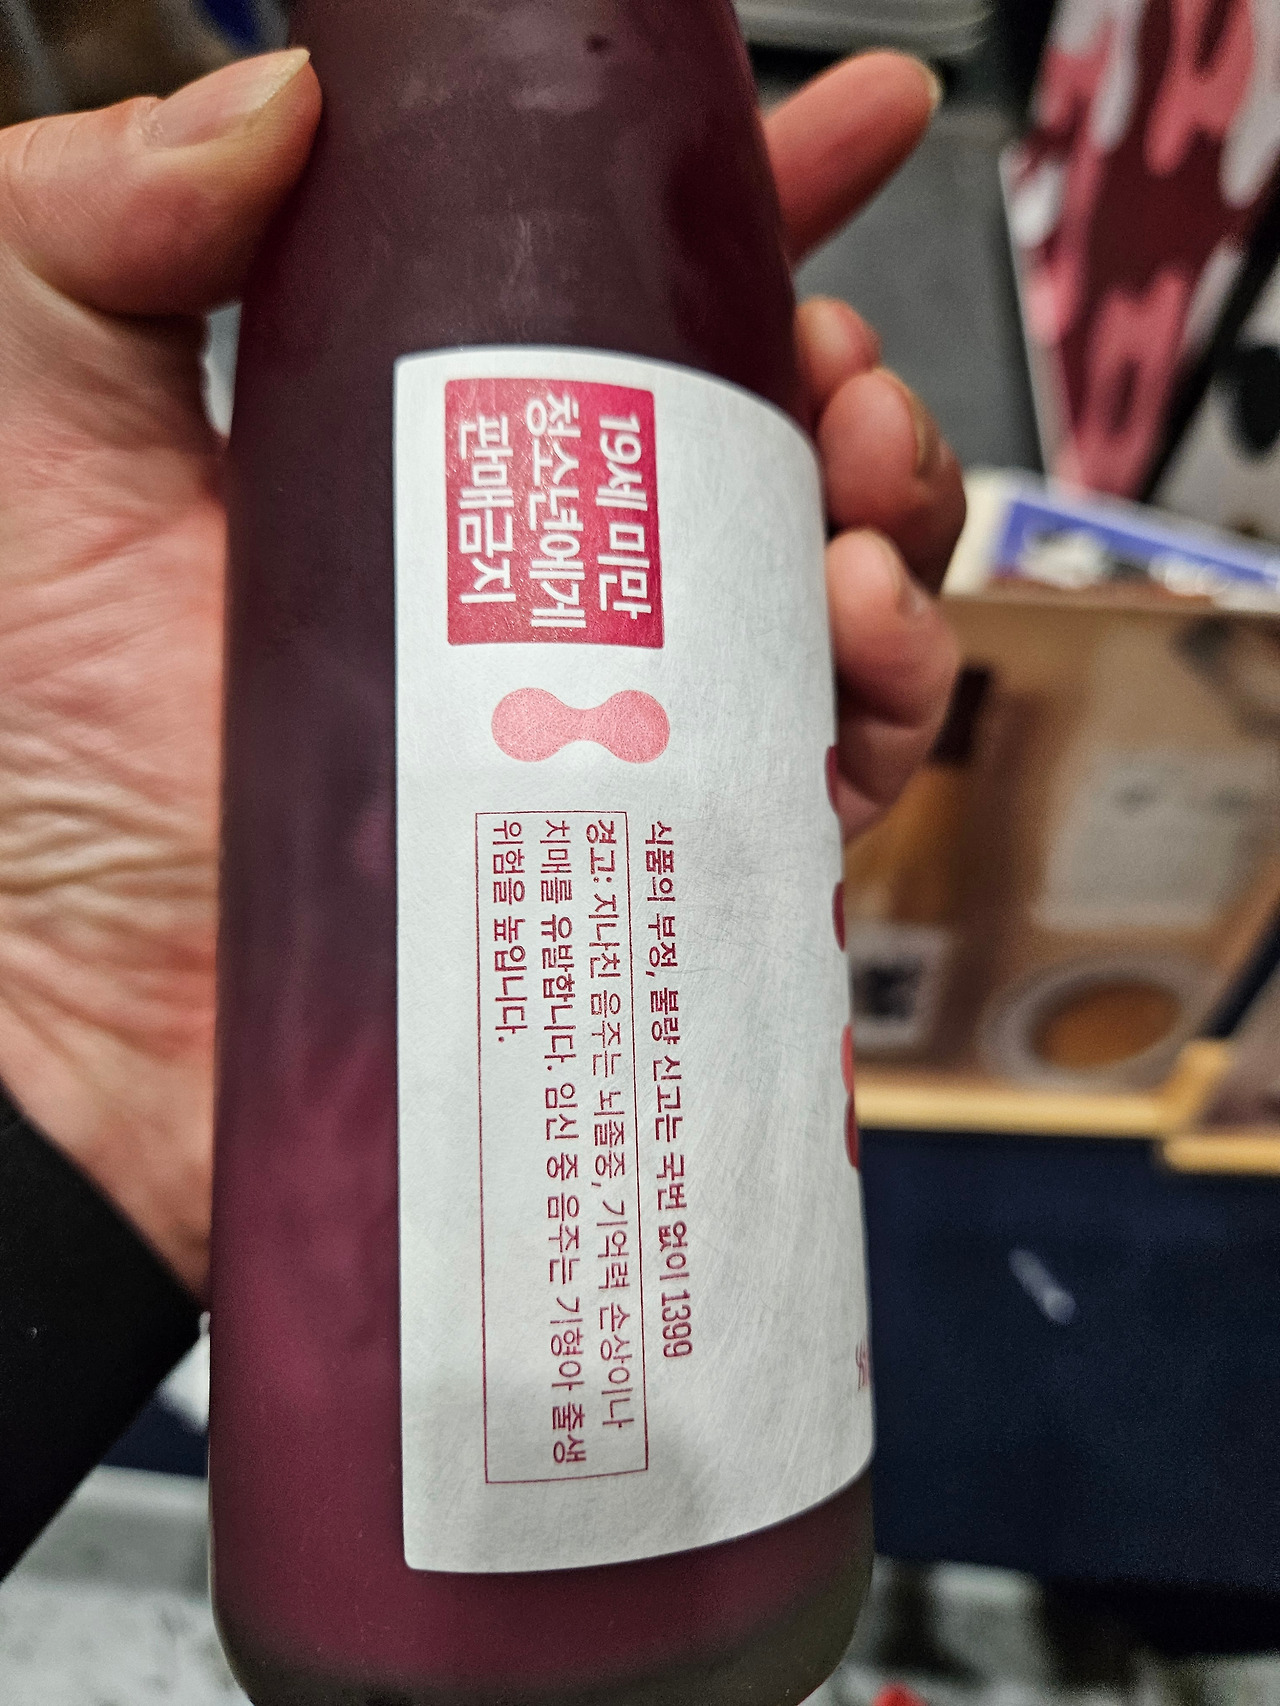 19세 미만
청소년에게
판매금지
식품의 부정, 불량 신고는 국번 없이 1399
경고: 지나친 음주는 뇌졸중, 기억력 손상이나
치매를 유발합니다. 임신 중 음주는 기형아 출생
위험을 높입니다.